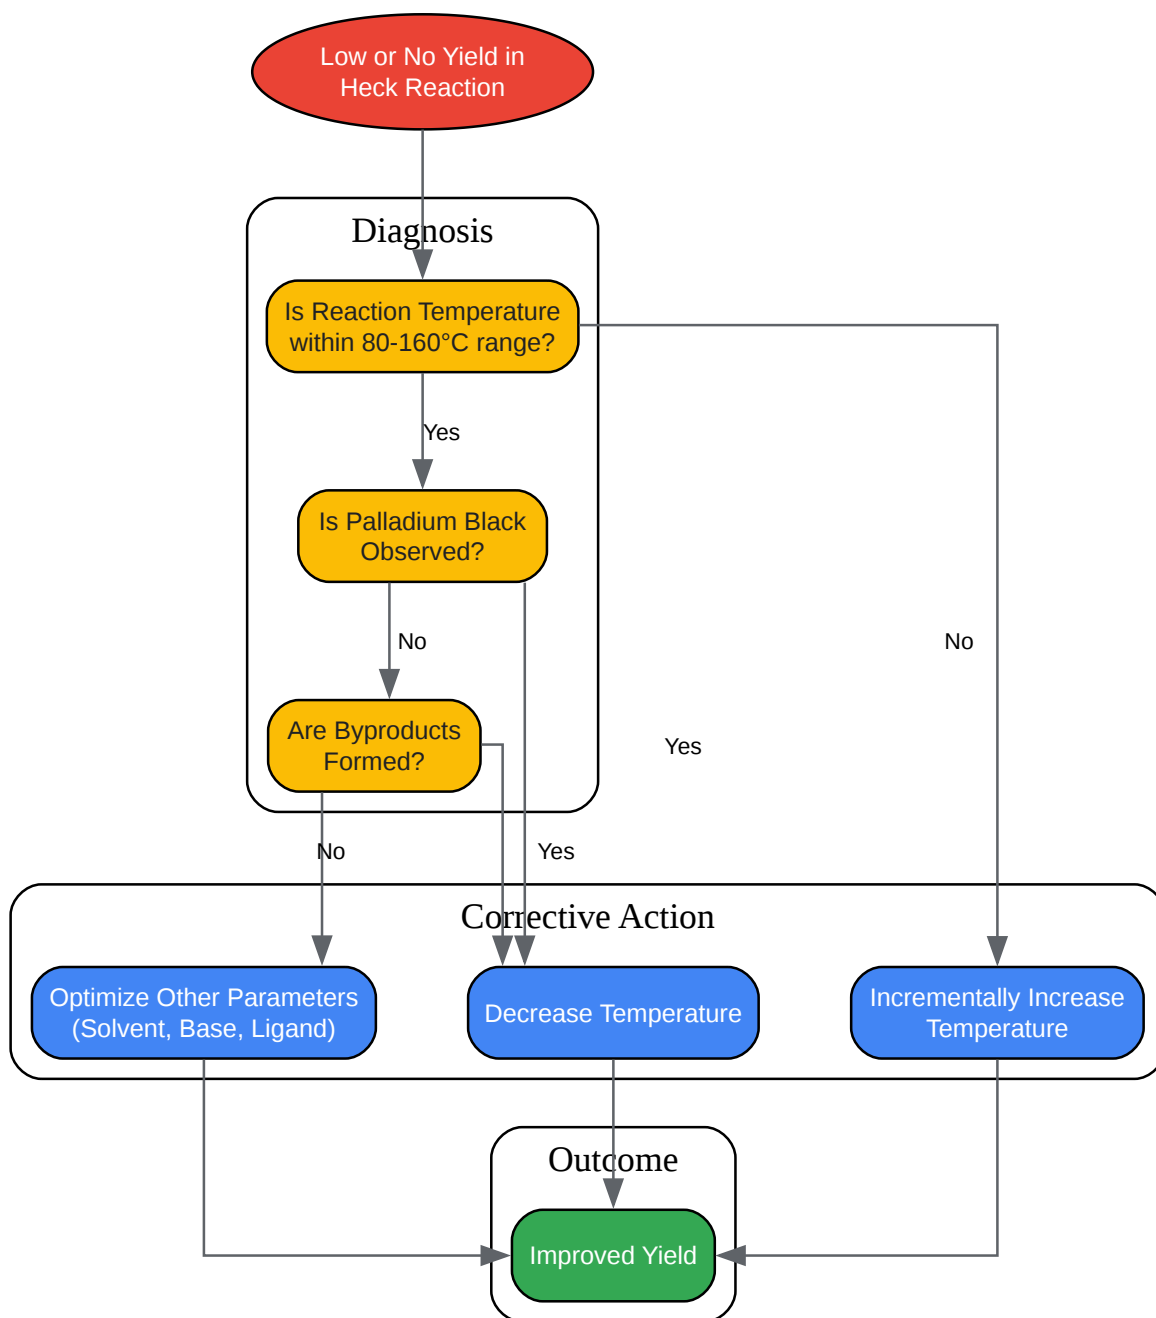 Low or No Yield in
Heck Reaction
Diagnosis
Is Reaction Temperature
within 80-160°C range?
Yes
Is Palladium Black
Observed?
No
No
Are Byproducts
Formed?
Yes
No
Yes
Corrective Action
Optimize Other Parameters
(Solvent, Base, Ligand)
Decrease Temperature
Incrementally Increase
Temperature
Outcome
Improved Yield